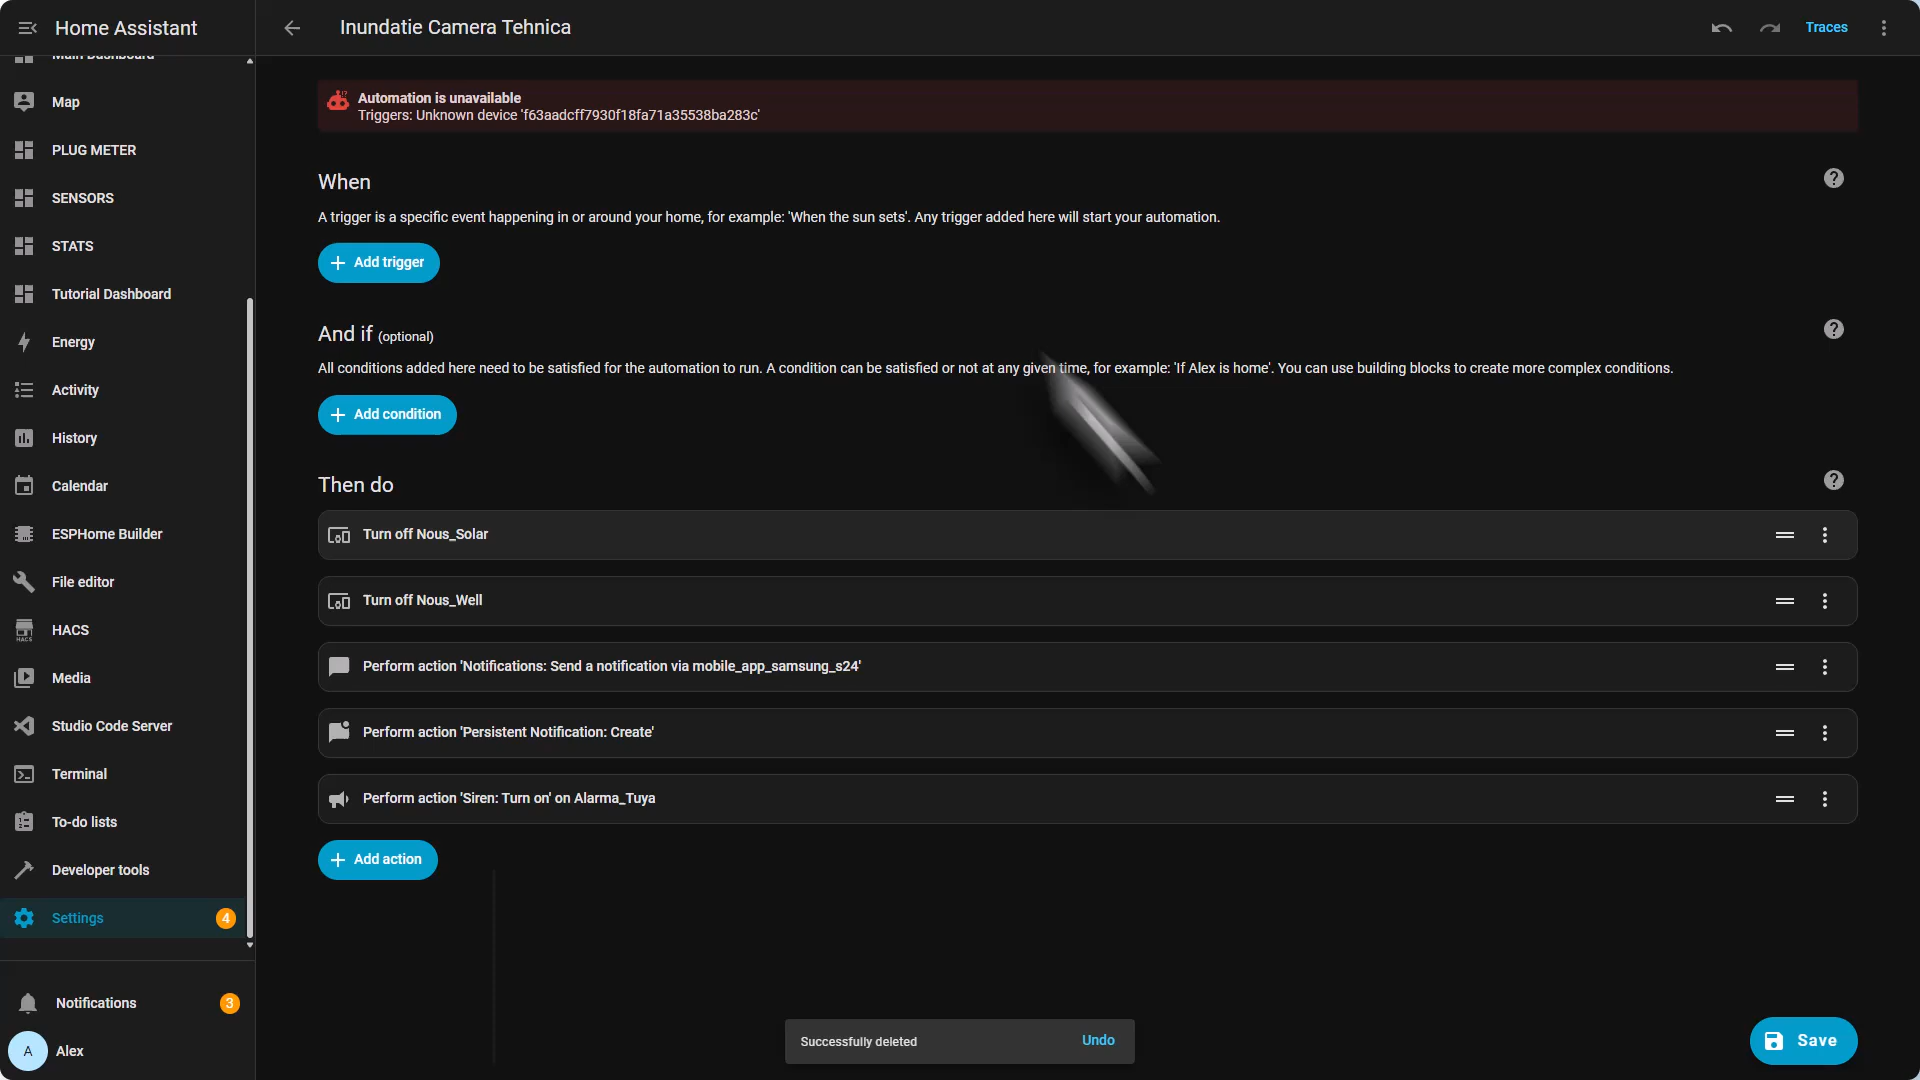 Home Assistant
Inundatie Camera Tehnica
Traces
Main Dashboard
Map
PLUG METER
SENSORS
STATS
Tutorial Dashboard
Energy
Activity
History
Calendar
ESPHome Builder
File editor
HACS
HACS
Media
Studio Code Server
Terminal
To-do lists
Developer tools
Settings
4
Notifications
3
A
Alex
Automation is unavailable
Triggers: Unknown device 'f63aadcff7930f18fa71a35538ba283c'
When
A trigger is a specific event happening in or around your home, for example: 'When the sun sets'. Any trigger added here will start your automation.
Add trigger
And if (optional)
All conditions added here need to be satisfied for the automation to run. A condition can be satisfied or not at any given time, for example: 'If Alex is home'. You can use building blocks to create more complex conditions.
Add condition
Then do
Turn off Nous_Solar
Turn off Nous_Well
Perform action 'Notifications: Send a notification via mobile_app_samsung_s24'
Perform action 'Persistent Notification: Create'
Perform action 'Siren: Turn on' on Alarma_Tuya
Add action
Successfully deleted
Undo
Save